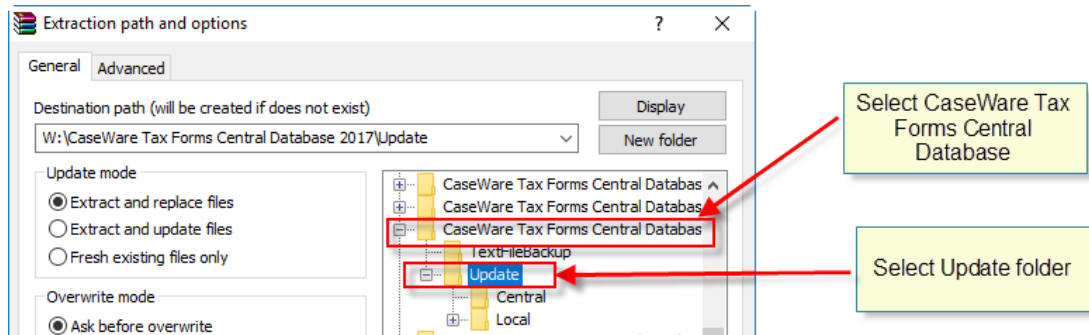 Extraction path and options
General
Advanced
Destination path (will be created if does not exist)
Display
W:\CaseWare Tax Forms Central Database 2017\Update
New folder
Update mode
Extract and replace files
Extract and update files
Fresh existing files only
Overwrite mode
Ask before overwrite
CaseWare Tax Forms Central Databas
CaseWare Tax Forms Central Databas
CaseWare Tax Forms Central Databas
TextFileBackup
Update
Central
Local
Select CaseWare Tax
Forms Central
Database
Select Update folder